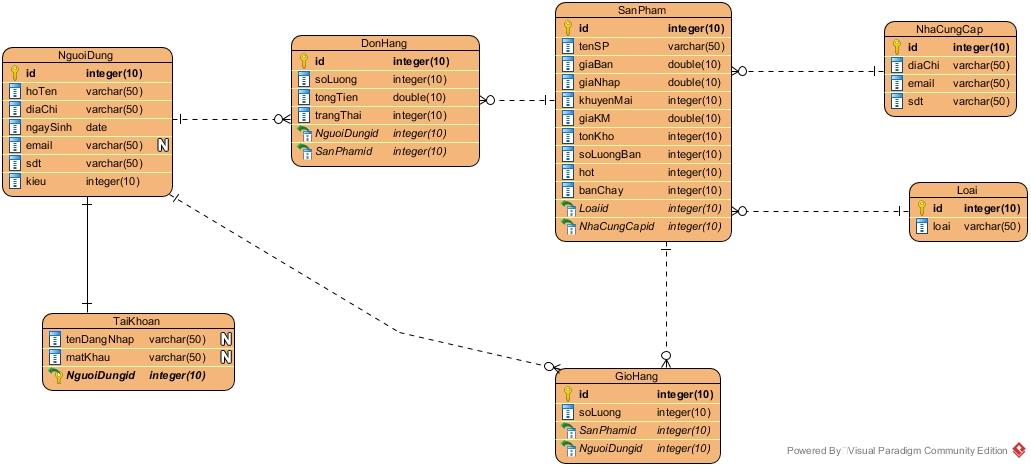 NguoiDung
id integer(10)
hoTen varchar(50)
diaChi varchar(50)
ngaySinh date
email varchar(50) N
sdt varchar(50)
kieu integer(10)
DonHang
id integer(10)
soLuong integer(10)
tongTien double(10)
trangThai integer(10)
NguoiDungid integer(10)
SanPhamid integer(10)
SanPham
id integer(10)
tenSP varchar(50)
giaBan double(10)
giaNhap double(10)
khuyenMai integer(10)
giaKM double(10)
tonKho integer(10)
soLuongBan integer(10)
hot integer(10)
banChay integer(10)
Loaiid integer(10)
NhaCungCapid integer(10)
NhaCungCap
id integer(10)
diaChi varchar(50)
email varchar(50)
sdt varchar(50)
Loai
id integer(10)
loai varchar(50)
TaiKhoan
tenDangNhap varchar(50) N
matKhau varchar(50) N
NguoiDungid integer(10)
GioHang
id integer(10)
soLuong integer(10)
SanPhamid integer(10)
NguoiDungid integer(10)
Powered By Visual Paradigm Community Edition